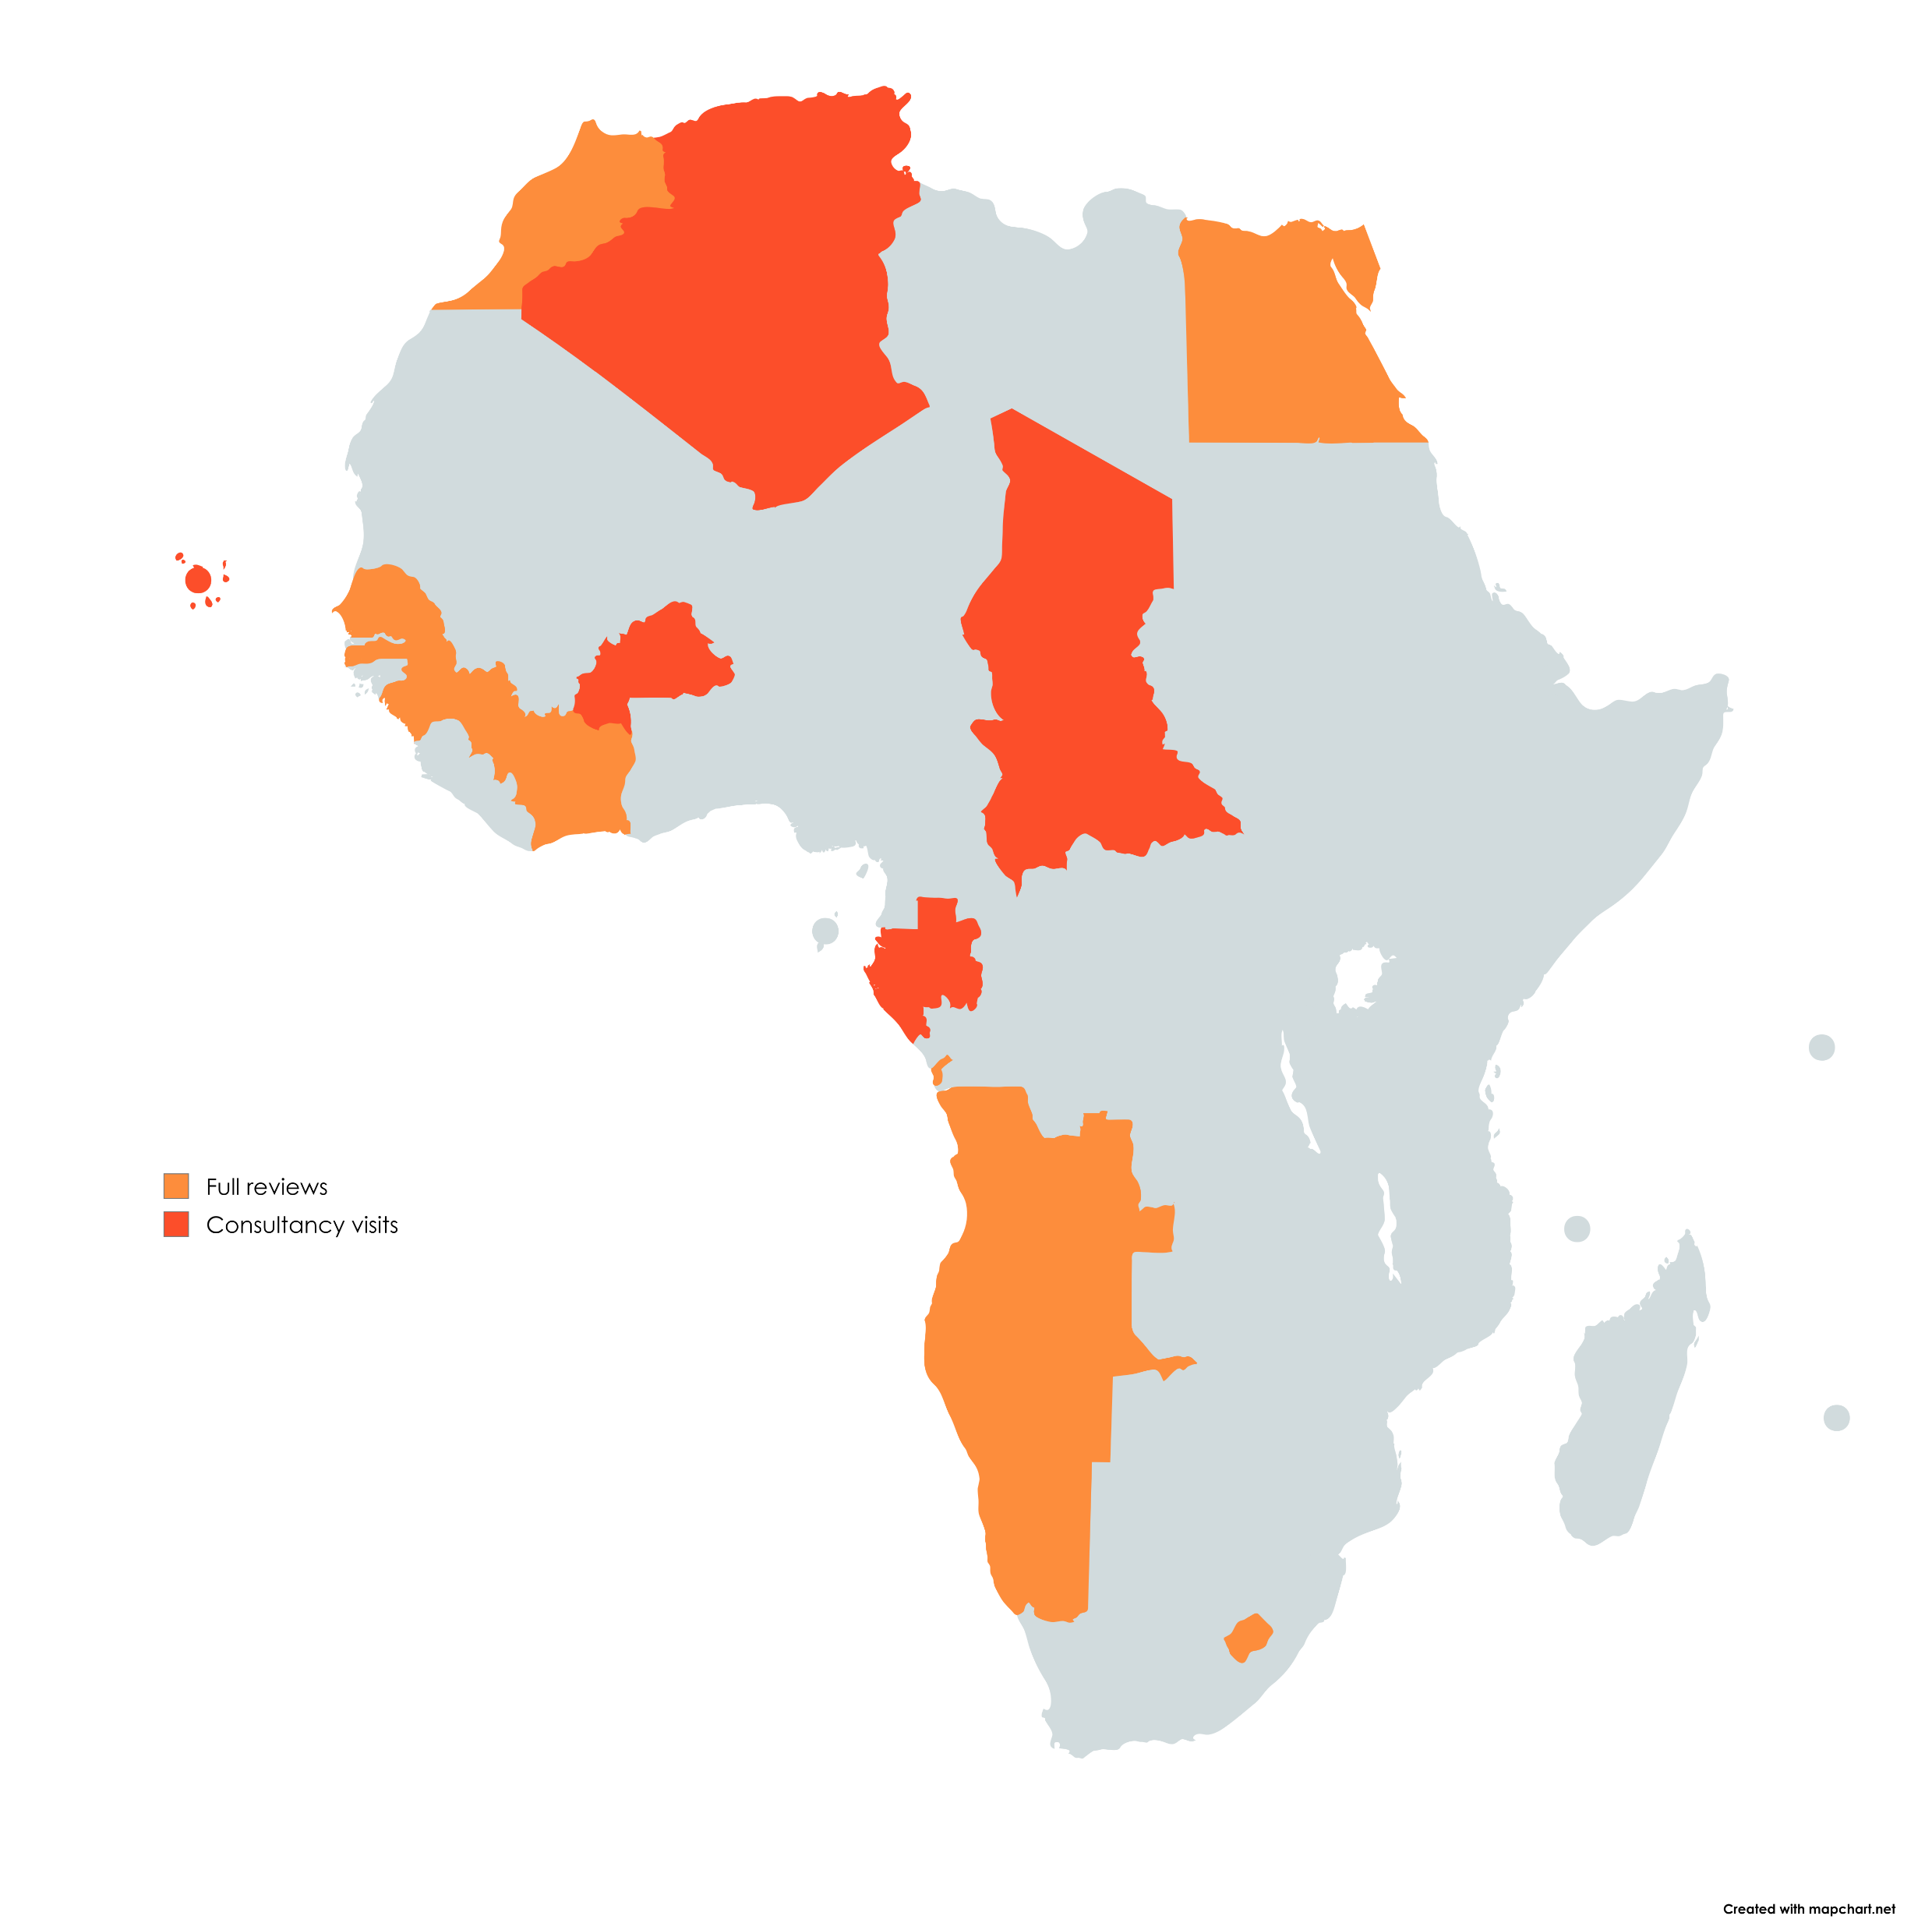 Full reviews
Consultancy visits
Created with mapchart.net